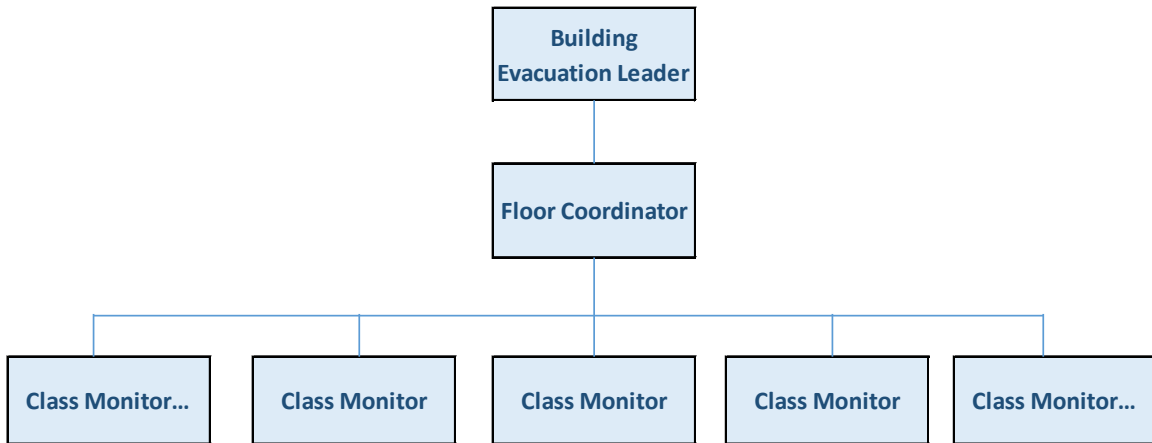 Building
Evacuation Leader
Floor Coordinator
Class Monitor...
Class Monitor
Class Monitor
Class Monitor
Class Monitor...